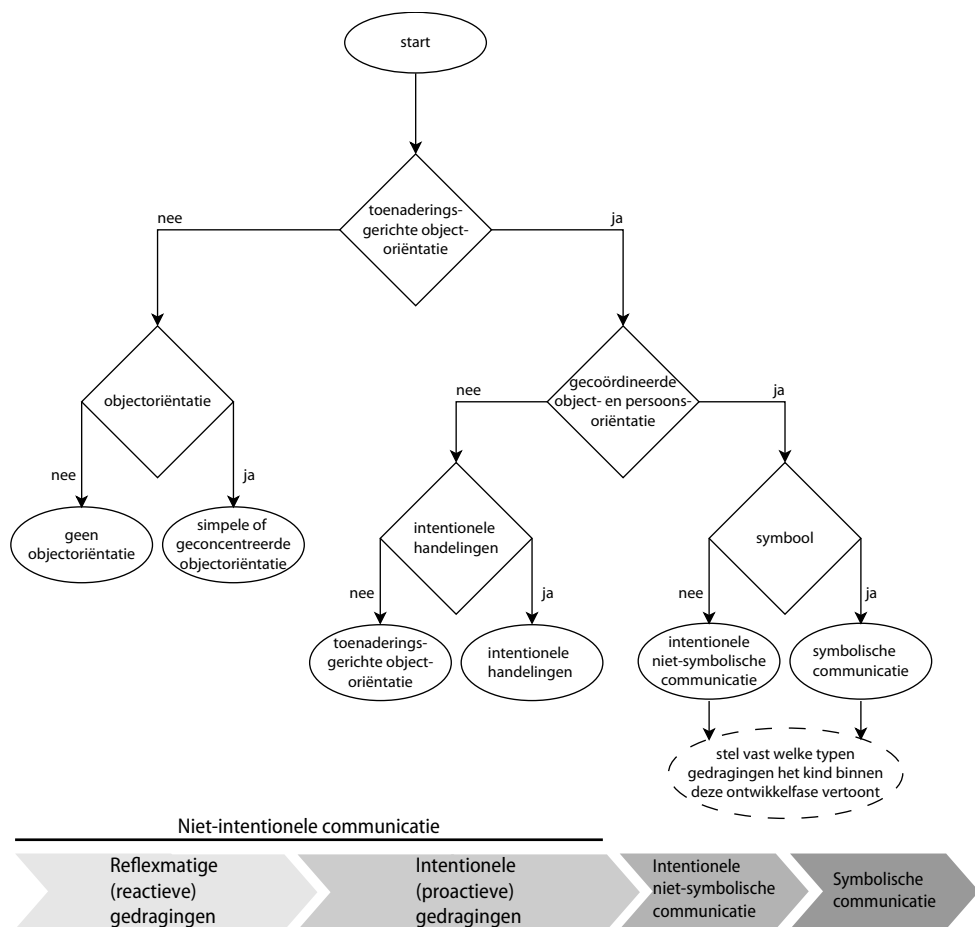 start
nee
toenaderings-
gerichte object-
oriëntatie
ja
objectoriëntatie
nee
gecoördineerde
object- en persoons-
oriëntatie
ja
nee
ja
geen
objectoriëntatie
simpele of
geconcentreerde
objectoriëntatie
intentionele
handelingen
symbool
nee
ja
nee
ja
toenaderings-
gerichte object-
oriëntatie
intentionele
handelingen
intentionele
niet-symbolische
communicatie
symbolische
communicatie
stel vast welke typen
gedragingen het kind binnen
deze ontwikkelfase vertoont
Niet-intentionele communicatie
Reflexmatige
(reactieve)
gedragingen
Intentionele
(proactieve)
gedragingen
Intentionele
niet-symbolische
communicatie
Symbolische
communicatie